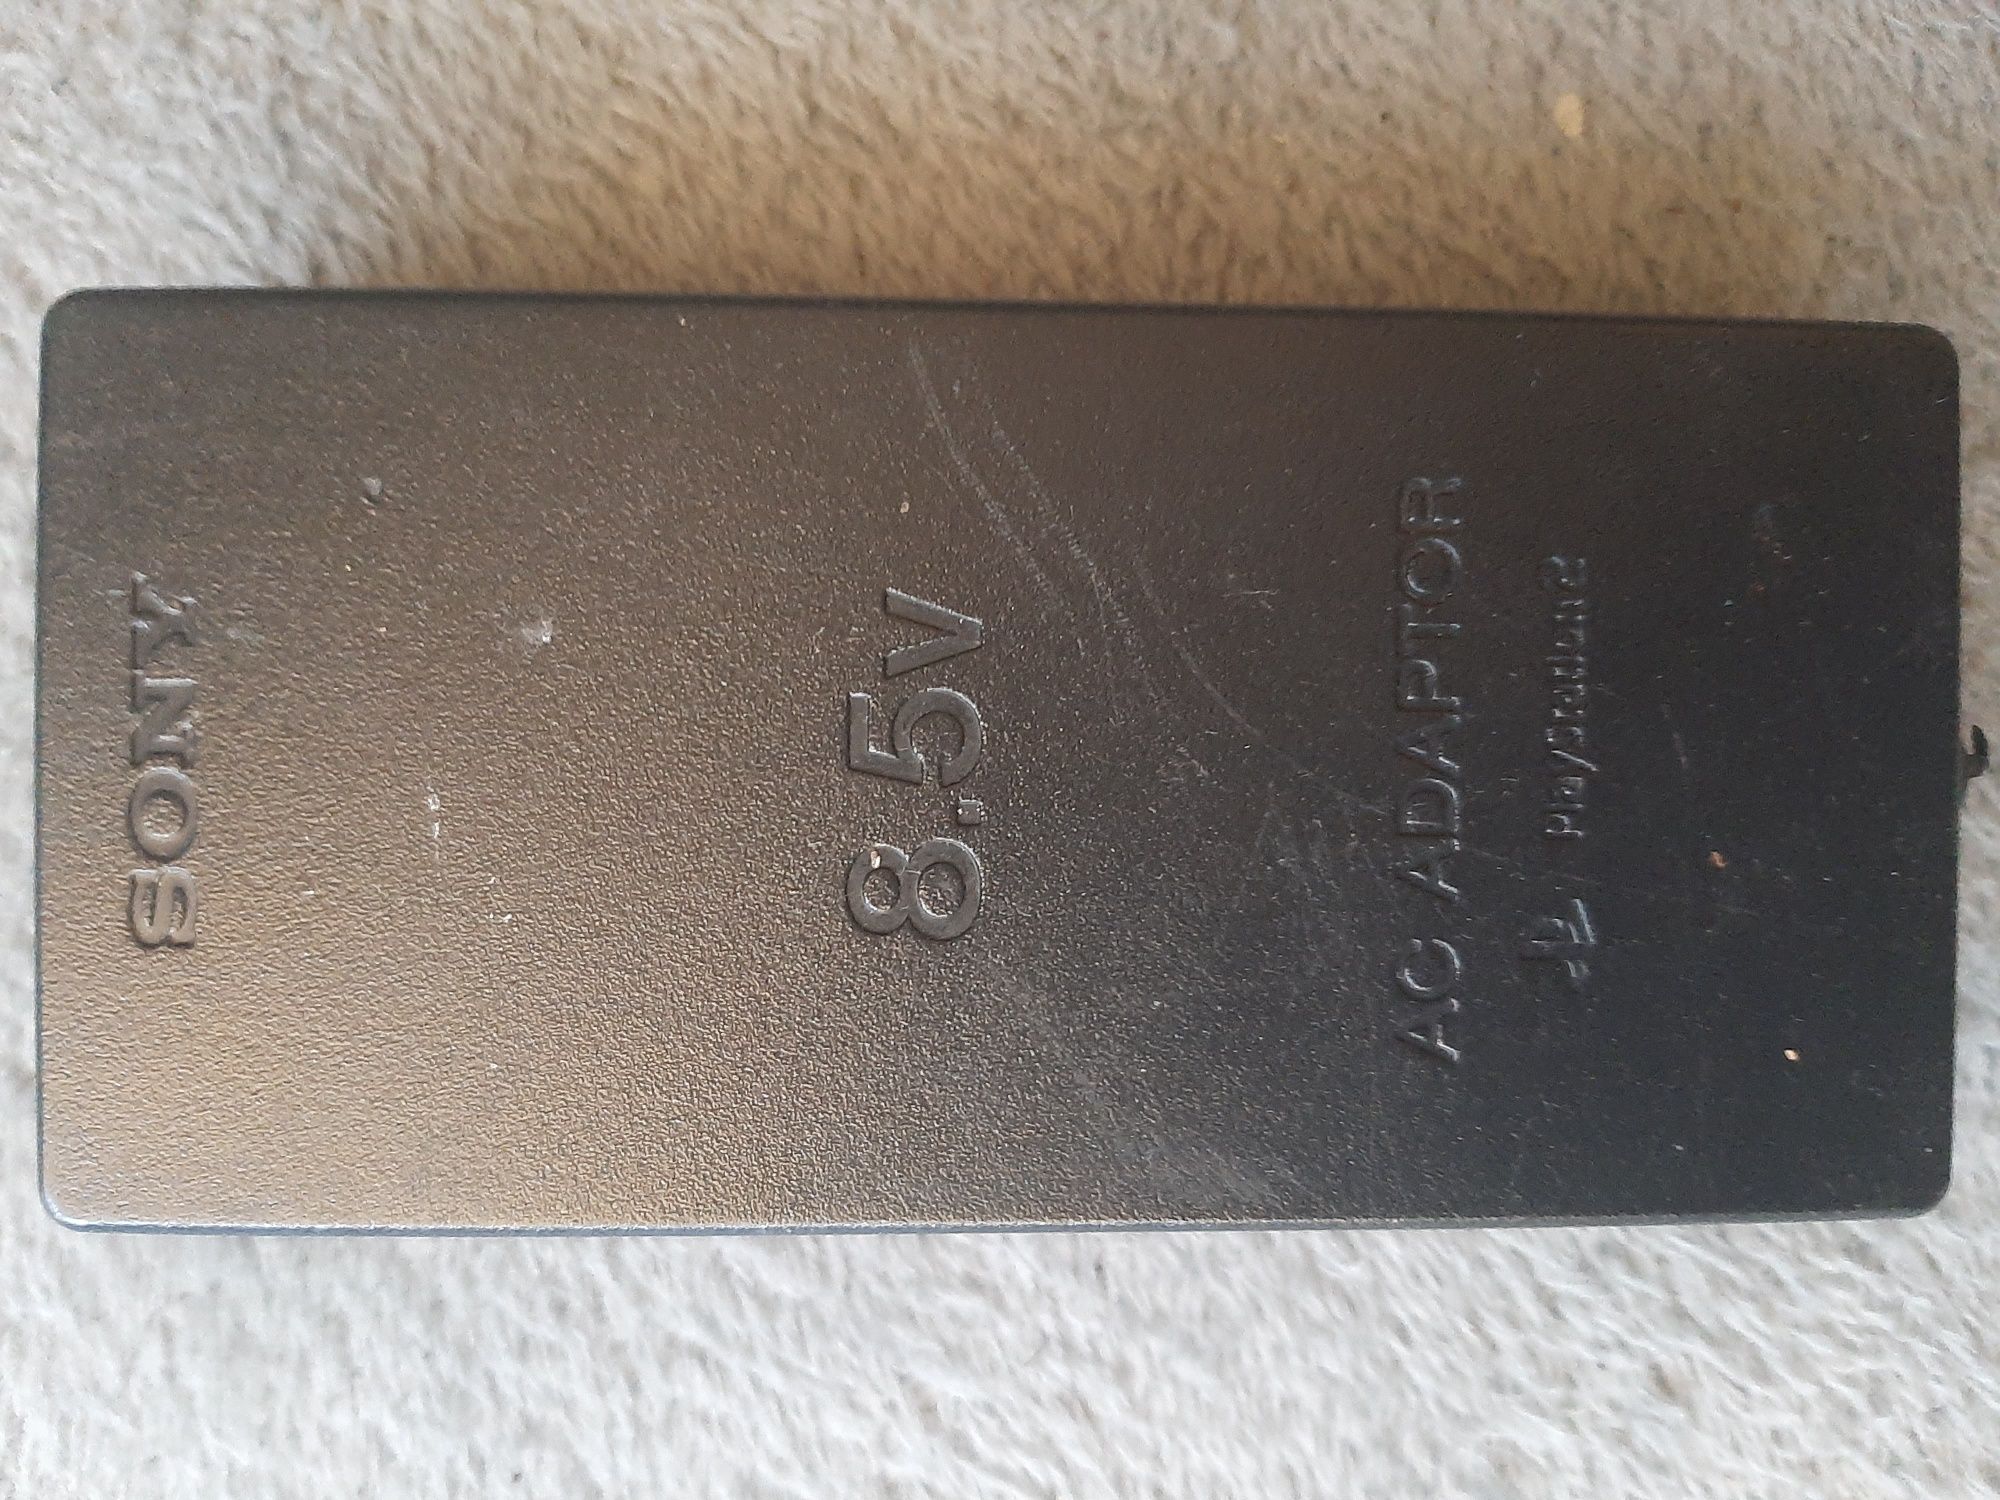 SONY
8.5V
AC ADAPTOR
PlayStation.2